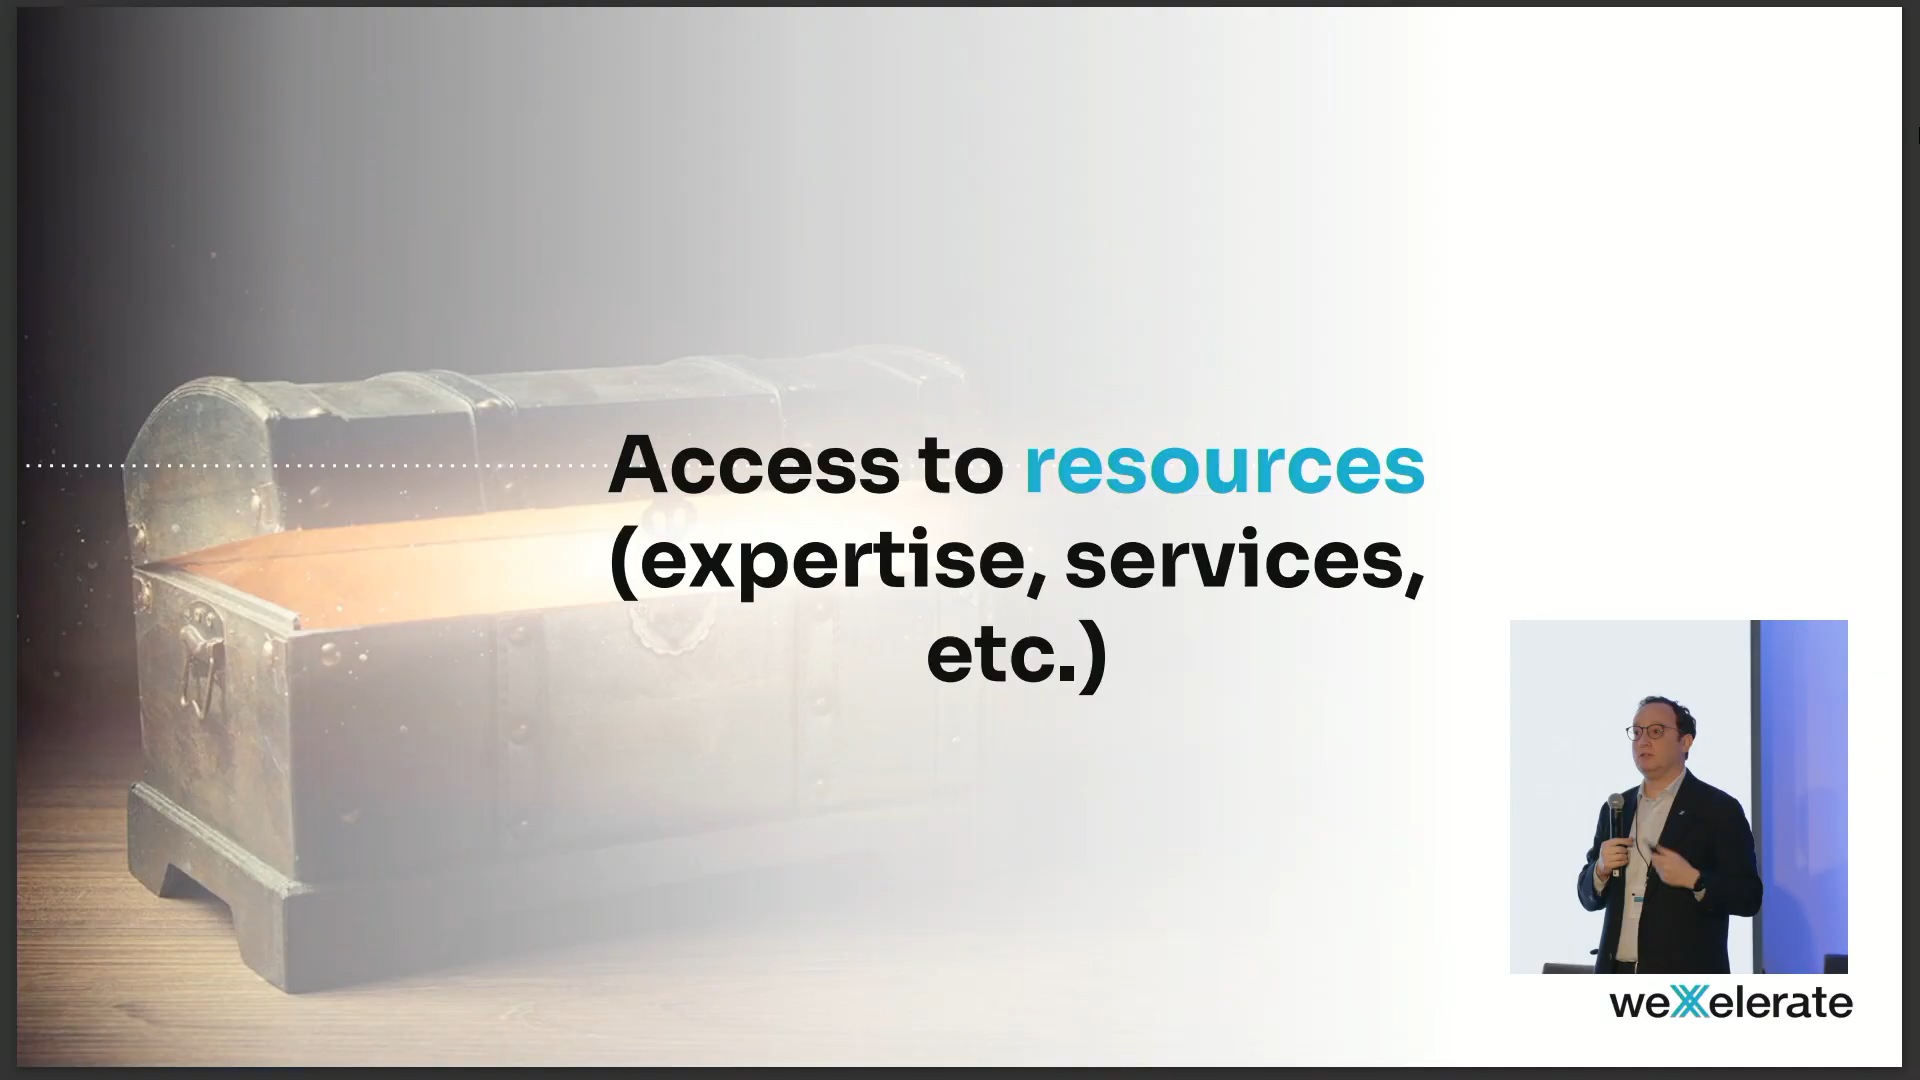 Access to resources
(expertise, services,
etc.)
weXelerate